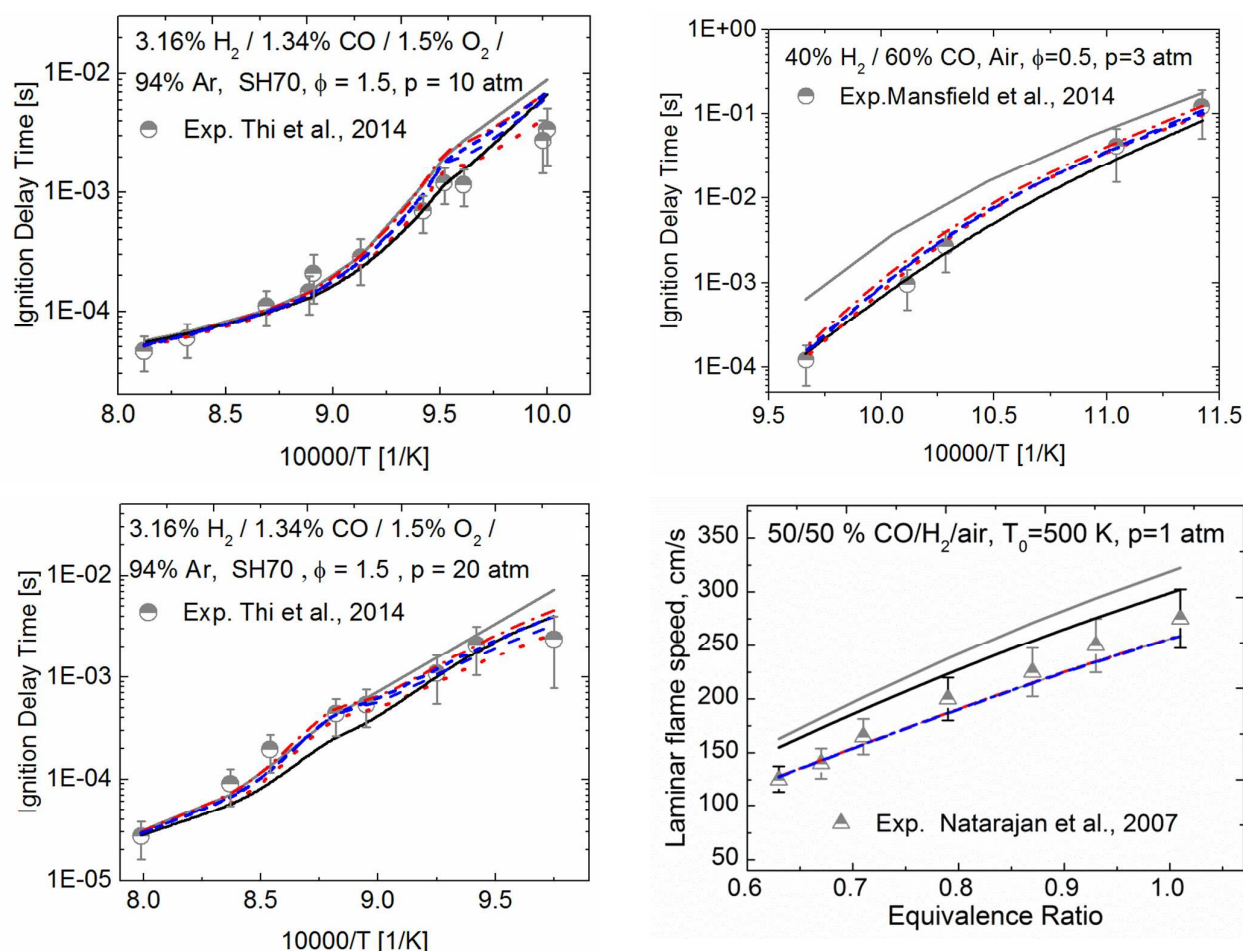 3.16% H2 / 1.34% CO / 1.5% O2 /
94% Ar, SH70, ϕ = 1.5, p = 10 atm
Exp. Thi et al., 2014
Ignition Delay Time [s]
1E-02
1E-03
1E-04
8.0 8.5 9.0 9.5 10.0
10000/T [1/K]
40% H2 / 60% CO, Air, ϕ=0.5, p=3 atm
Exp.Mansfield et al., 2014
Ignition Delay Time [s]
1E+00
1E-01
1E-02
1E-03
1E-04
9.5 10.0 10.5 11.0 11.5
10000/T [1/K]
3.16% H2 / 1.34% CO / 1.5% O2 /
94% Ar, SH70 , ϕ = 1.5 , p = 20 atm
Exp. Thi et al., 2014
Ignition Delay Time [s]
1E-02
1E-03
1E-04
1E-05
8.0 8.5 9.0 9.5
10000/T [1/K]
50/50 % CO/H2/air, T0=500 K, p=1 atm
Exp. Natarajan et al., 2007
Laminar flame speed, cm/s
350
300
250
200
150
100
50
0.6 0.7 0.8 0.9 1.0
Equivalence Ratio